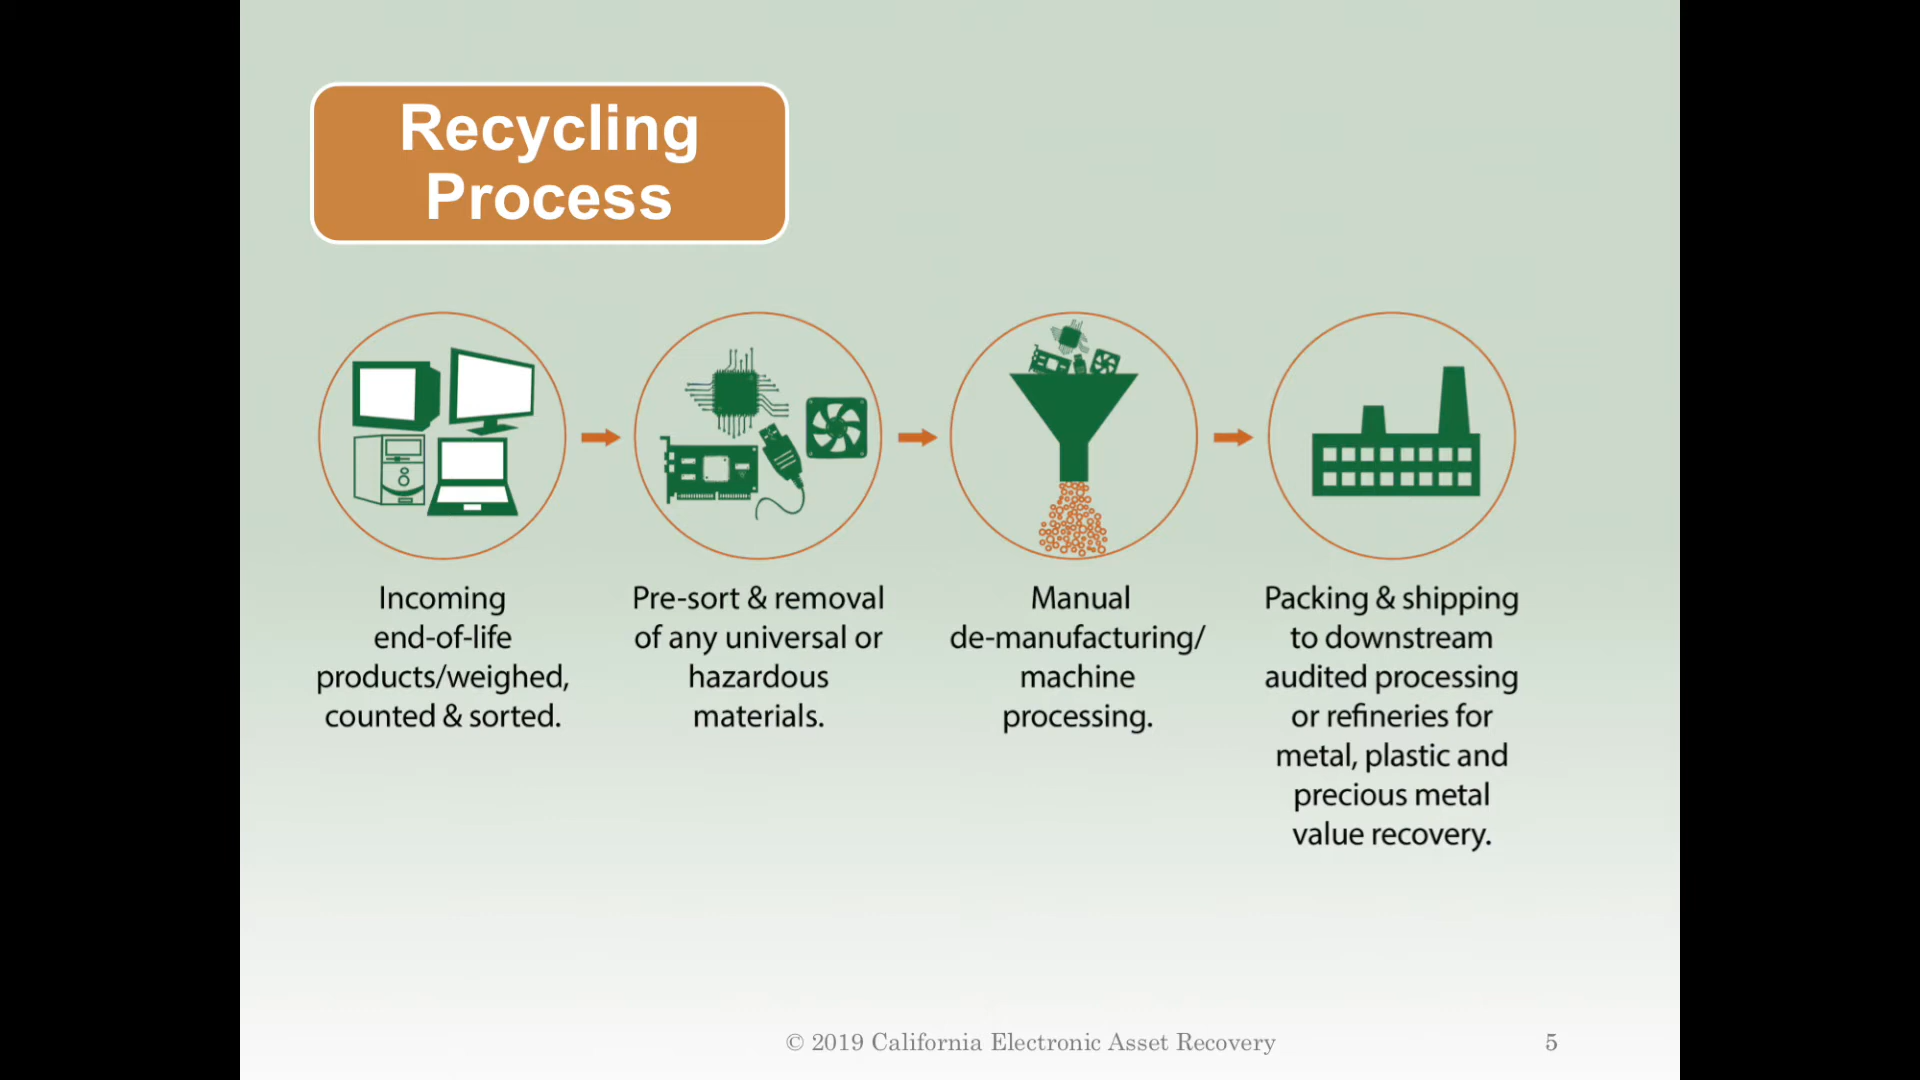 Recycling
Process
Incoming
end-of-life
products/weighed,
counted & sorted.
Pre-sort & removal
of any universal or
hazardous
materials.
Manual
de-manufacturing/
machine
processing.
Packing & shipping
to downstream
audited processing
or refineries for
metal, plastic and
precious metal
value recovery.
© 2019 California Electronic Asset Recovery
5